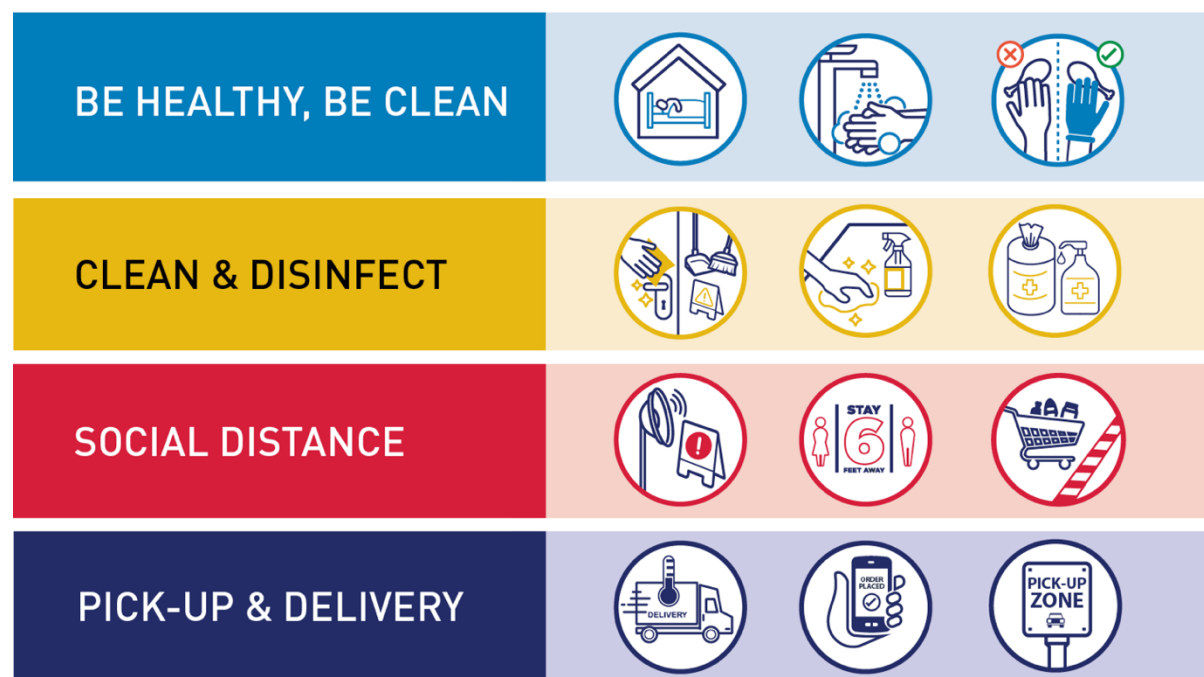 BE HEALTHY, BE CLEAN
CLEAN & DISINFECT
SOCIAL DISTANCE
STAY
6
FEET AWAY
PICK-UP & DELIVERY
DELIVERY
ORDER
PLACED
PICK-UP
ZONE